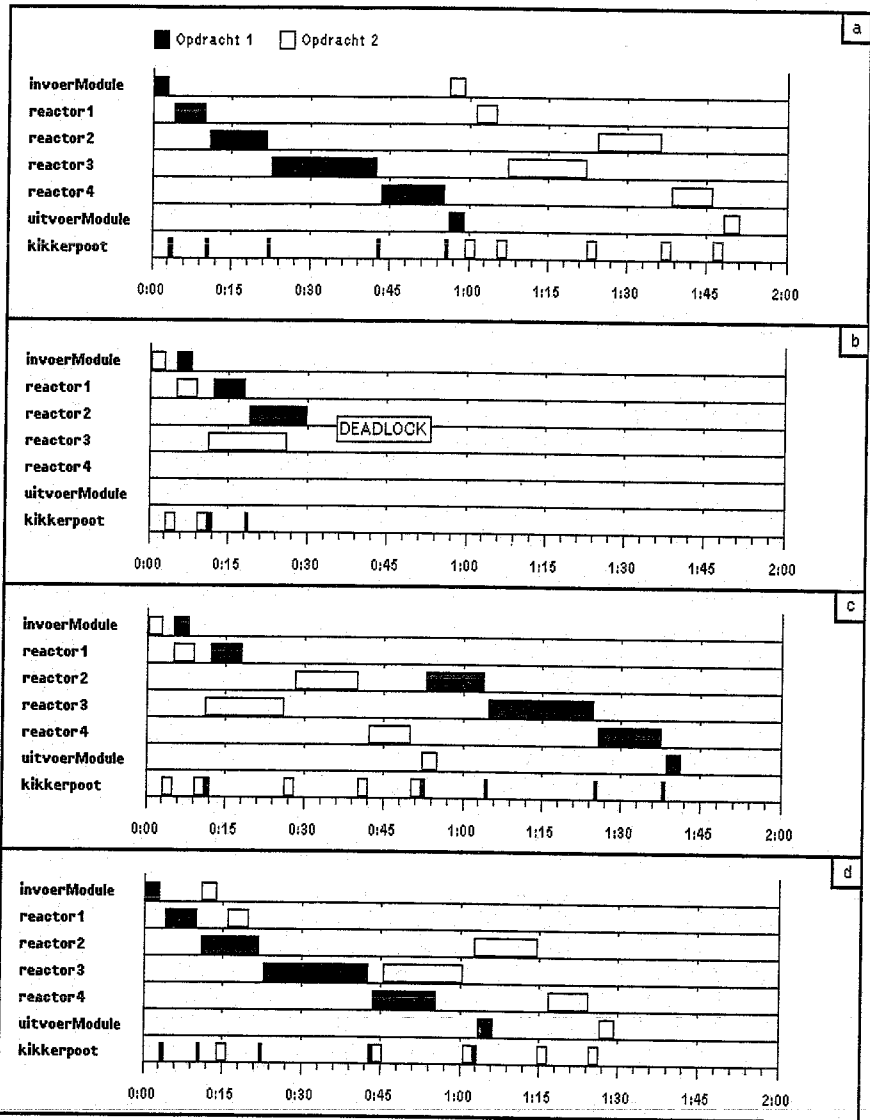 a
Opdracht 1 Opdracht 2
invoerModule
reactor1
reactor2
reactor3
reactor4
uitvoerModule
kikkerpoot
0:00 0:15 0:30 0:45 1:00 1:15 1:30 1:45 2:00
b
invoerModule
reactor1
reactor2
DEADLOCK
reactor3
reactor4
uitvoerModule
kikkerpoot
0:00 0:15 0:30 0:45 1:00 1:15 1:30 1:45 2:00
c
invoerModule
reactor1
reactor2
reactor3
reactor4
uitvoerModule
kikkerpoot
0:00 0:15 0:30 0:45 1:00 1:15 1:30 1:45 2:00
d
invoerModule
reactor1
reactor2
reactor3
reactor4
uitvoerModule
kikkerpoot
0:00 0:15 0:30 0:45 1:00 1:15 1:30 1:45 2:00